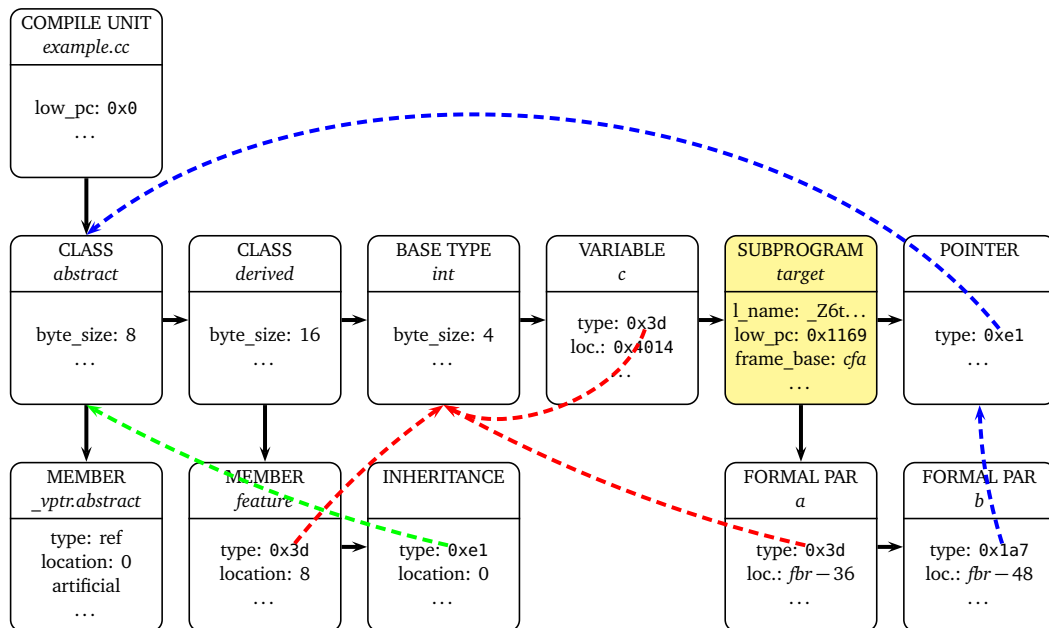 COMPILE UNIT
example.cc
low_pc: 0x0
...
CLASS
abstract
byte_size: 8
...
CLASS
derived
byte_size: 16
...
BASE TYPE
int
byte_size: 4
...
VARIABLE
c
type: 0x3d
loc.: 0x4014
...
SUBPROGRAM
target
l_name: _Z6t...
low_pc: 0x1169
frame_base: cfa
...
POINTER
type: 0xe1
...
MEMBER
_vptr.abstract
type: ref
location: 0
artificial
...
MEMBER
feature
type: 0x3d
location: 8
...
INHERITANCE
type: 0xe1
location: 0
...
FORMAL PAR
a
type: 0x3d
loc.: fbr−36
...
FORMAL PAR
b
type: 0x1a7
loc.: fbr−48
...